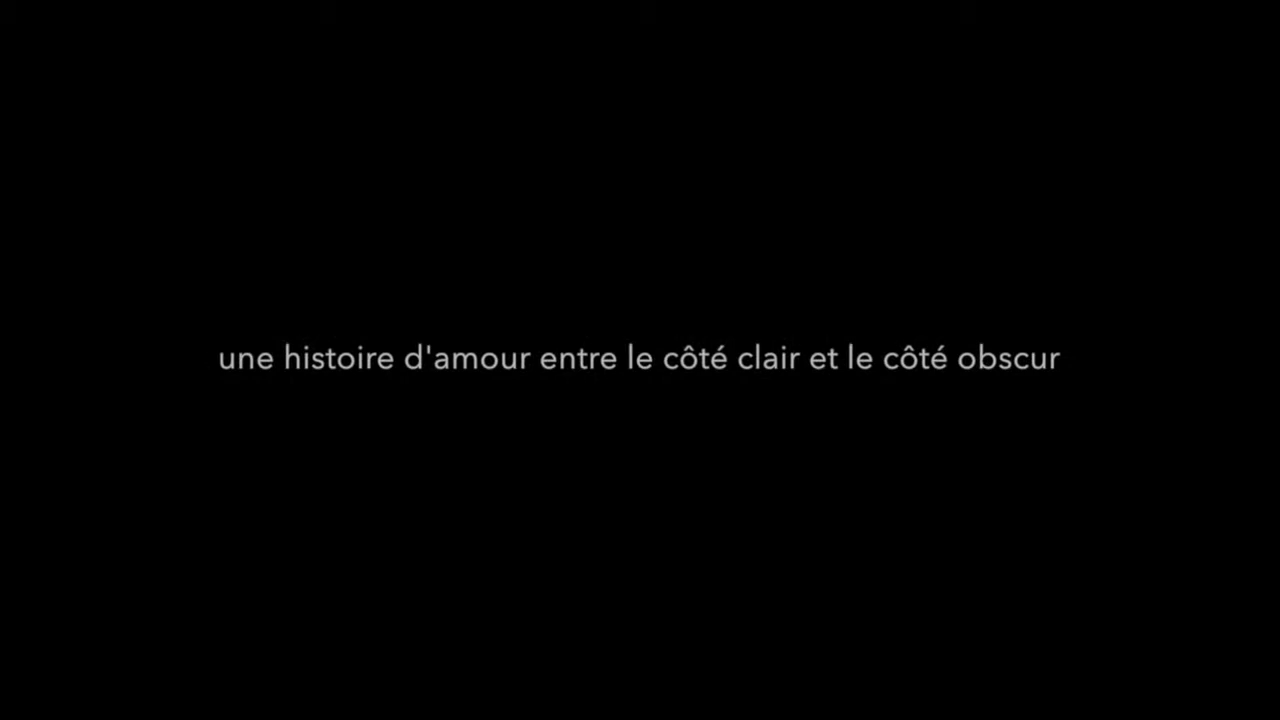 une histoire d'amour entre le côté clair et le côté obscur